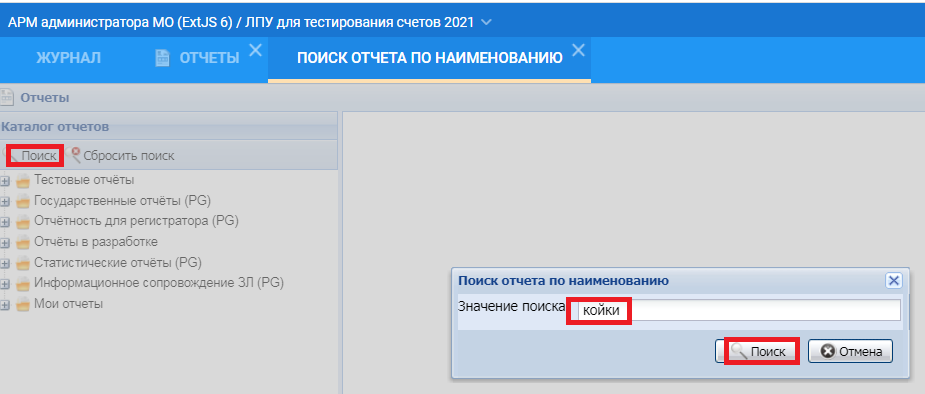 АРМ администратора МО (ExtJS 6) / ЛПУ для тестирования счетов 2021
ЖУРНАЛ ОТЧЕТЫ ПОИСК ОТЧЕТА ПО НАИМЕНОВАНИЮ
Отчеты
Каталог отчетов
Поиск Сбросить поиск
Тестовые отчёты
Государственные отчёты (PG)
Отчётность для регистратора (PG)
Отчёты в разработке
Статистические отчёты (PG)
Информационное сопровождение ЗЛ (PG)
Мои отчеты
Поиск отчета по наименованию
Значение поиска койки
Поиск Отмена